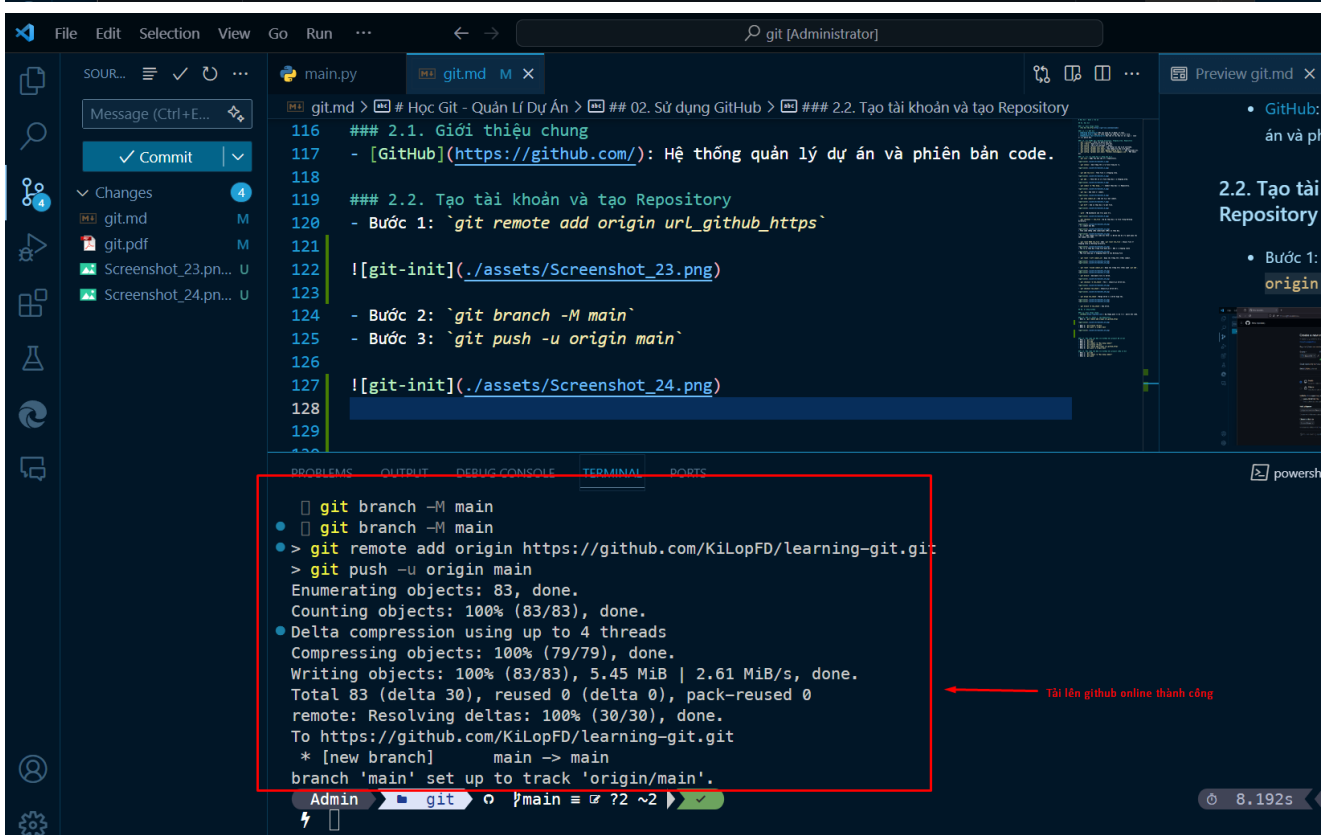 File Edit Selection View Go Run ··· git [Administrator]
SOUR...
Message (Ctrl+E...
Commit
Changes 4
git.md M
git.pdf M
Screenshot_23.pn... U
Screenshot_24.pn... U
4
main.py git.md M
git.md > # Học Git - Quản Lí Dự Án > ## 02. Sử dụng GitHub > ### 2.2. Tạo tài khoản và tạo Repository
116 ### 2.1. Giới thiệu chung
117 - [GitHub](https://github.com/): Hệ thống quản lý dự án và phiên bản code.
118
119 ### 2.2. Tạo tài khoản và tạo Repository
120 - Bước 1: `git remote add origin url_github_https`
121
122 ![git-init](./assets/Screenshot_23.png)
123
124 - Bước 2: `git branch -M main`
125 - Bước 3: `git push -u origin main`
126
127 ![git-init](./assets/Screenshot_24.png)
128
129
Preview git.md
GitHub:
án và ph
2.2. Tạo tài
Repository
Bước 1:
origin
PROBLEMS OUTPUT DEBUG CONSOLE TERMINAL PORTS
powersh
git branch -M main
git branch -M main
> git remote add origin https://github.com/KiLopFD/learning-git.git
> git push -u origin main
Enumerating objects: 83, done.
Counting objects: 100% (83/83), done.
Delta compression using up to 4 threads
Compressing objects: 100% (79/79), done.
Writing objects: 100% (83/83), 5.45 MiB | 2.61 MiB/s, done.
Total 83 (delta 30), reused 0 (delta 0), pack-reused 0
remote: Resolving deltas: 100% (30/30), done.
To https://github.com/KiLopFD/learning-git.git
* [new branch] main -> main
branch 'main' set up to track 'origin/main'.
Admin git main ≡ ?2 ~2
8.192s
Tải lên github online thành công